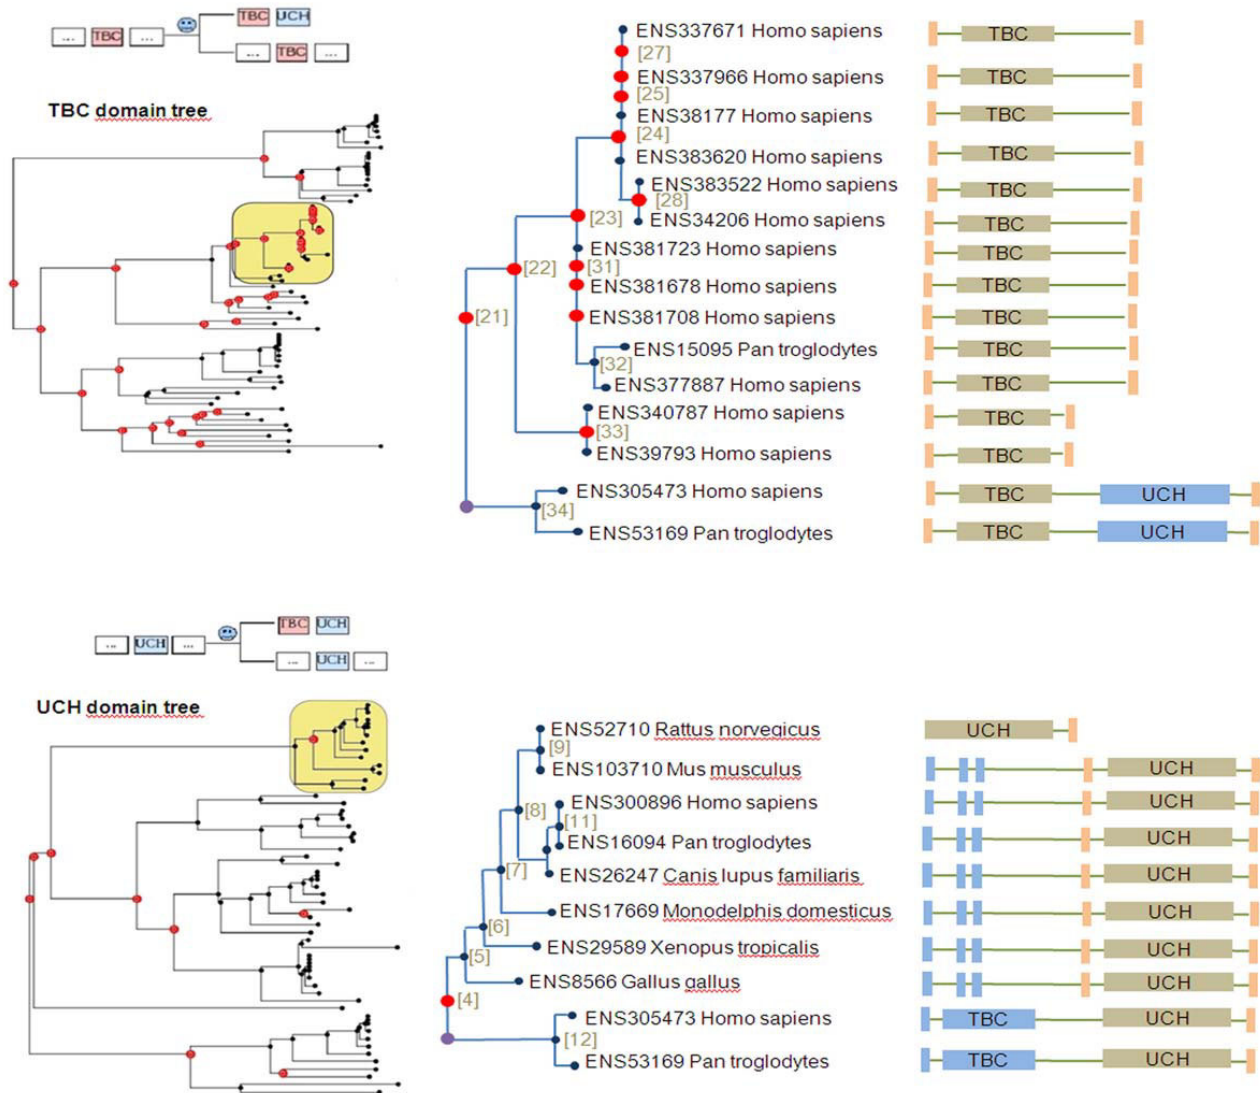 TBC UCH
... TBC ...
... TBC ...
TBC domain tree
ENS337671 Homo sapiens TBC
[27]
ENS337966 Homo sapiens TBC
[25]
ENS38177 Homo sapiens TBC
[24]
ENS383620 Homo sapiens TBC
ENS383522 Homo sapiens TBC
[28]
[23] ENS34206 Homo sapiens TBC
ENS381723 Homo sapiens TBC
[22] [31]
ENS381678 Homo sapiens TBC
[21] ENS381708 Homo sapiens TBC
ENS15095 Pan troglodytes TBC
[32]
ENS377887 Homo sapiens TBC
ENS340787 Homo sapiens TBC
[33]
ENS39793 Homo sapiens TBC
ENS305473 Homo sapiens TBC UCH
[34]
ENS53169 Pan troglodytes TBC UCH
TBC UCH
... UCH ...
... UCH ...
UCH domain tree
ENS52710 Rattus norvegicus UCH
[9]
ENS103710 Mus musculus UCH
ENS300896 Homo sapiens UCH
[8] [11]
ENS16094 Pan troglodytes UCH
[7]
ENS26247 Canis lupus familiaris UCH
ENS17669 Monodelphis domesticus UCH
[6]
ENS29589 Xenopus tropicalis UCH
[5]
ENS8566 Gallus gallus UCH
[4]
ENS305473 Homo sapiens TBC UCH
[12]
ENS53169 Pan troglodytes TBC UCH